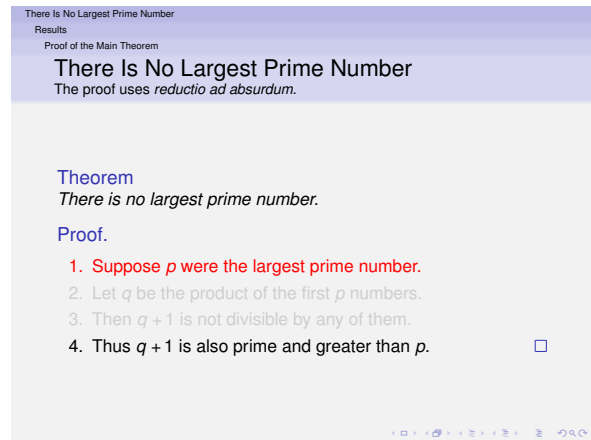 There Is No Largest Prime Number
Results
Proof of the Main Theorem
There Is No Largest Prime Number
The proof uses reductio ad absurdum.
Theorem
There is no largest prime number.
Proof.
1. Suppose p were the largest prime number.
2. Let q be the product of the first p numbers.
3. Then q + 1 is not divisible by any of them.
4. Thus q + 1 is also prime and greater than p. □